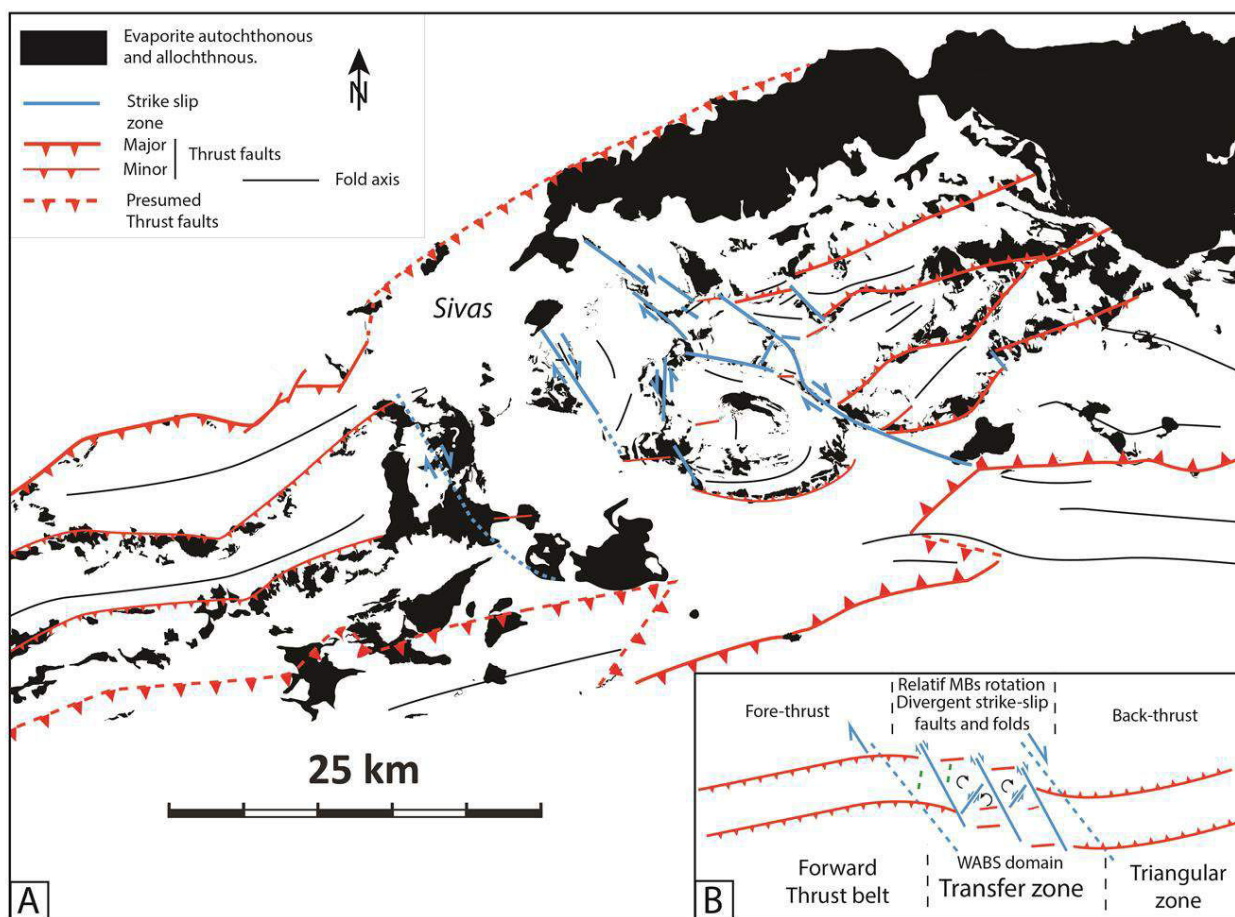 Evaporite autochthonous
and allochthnous.
N
Strike slip
zone
Major
Minor
Thrust faults
Fold axis
Presumed
Thrust faults
Sivas
?
25 km
A
Relatif MBs rotation
Fore-thrust
Divergent strike-slip
Back-thrust
faults and folds
Forward
Thrust belt
WABS domain
Transfer zone
Triangular
zone
B